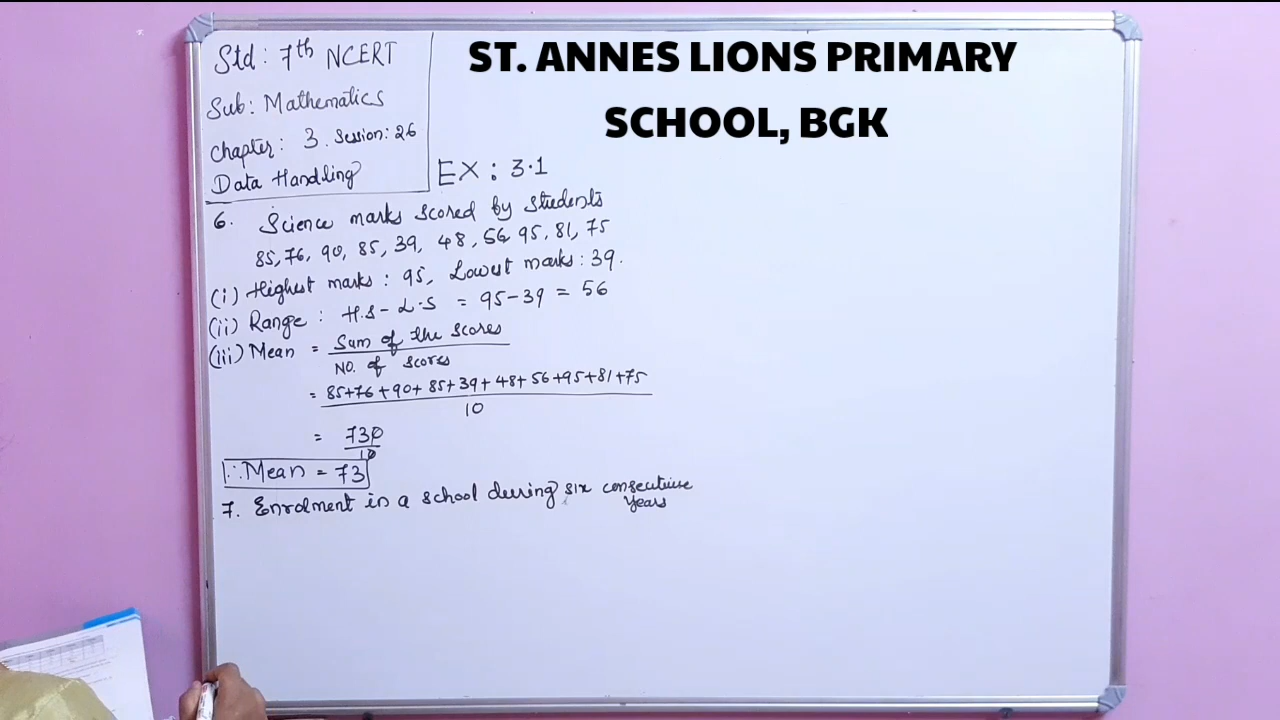 Std: 7th NCERT
Sub: Mathematics
Chapter: 3. Session: 26
Data Handling
ST. ANNES LIONS PRIMARY
SCHOOL, BGK
EX: 3.1
6. Science marks scored by students
85, 76, 90, 85, 39, 48, 56 95, 81, 75
(i) Highest marks: 95, Lowest marks: 39.
(ii) Range: H.S - L.S = 95-39 = 56
(iii) Mean = Sum of the scores
No. of scores
= 85+76+90+85+39+48+56+95+81+75
10
= 730
10
∴ Mean = 73
7. Enrolment in a school during six consecutive
years